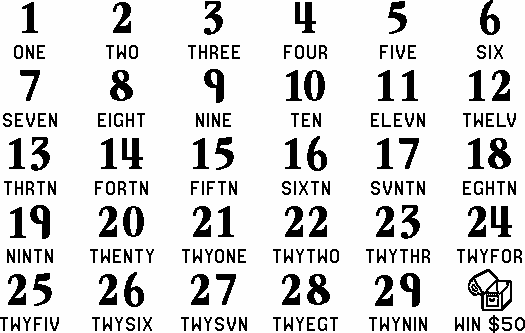 1 2 3 4 5 6
ONE TWO THREE FOUR FIVE SIX
7 8 9 10 11 12
SEVEN EIGHT NINE TEN ELEVN TWELV
13 14 15 16 17 18
THRTN FORTN FIFTN SIXTN SVNTN EGHTN
19 20 21 22 23 24
NINTN TWENTY TWYONE TWYTWO TWYTHR TWYFOR
25 26 27 28 29
TWYFIV TWYSIX TWYSVN TWYEGT TWYNIN WIN $50